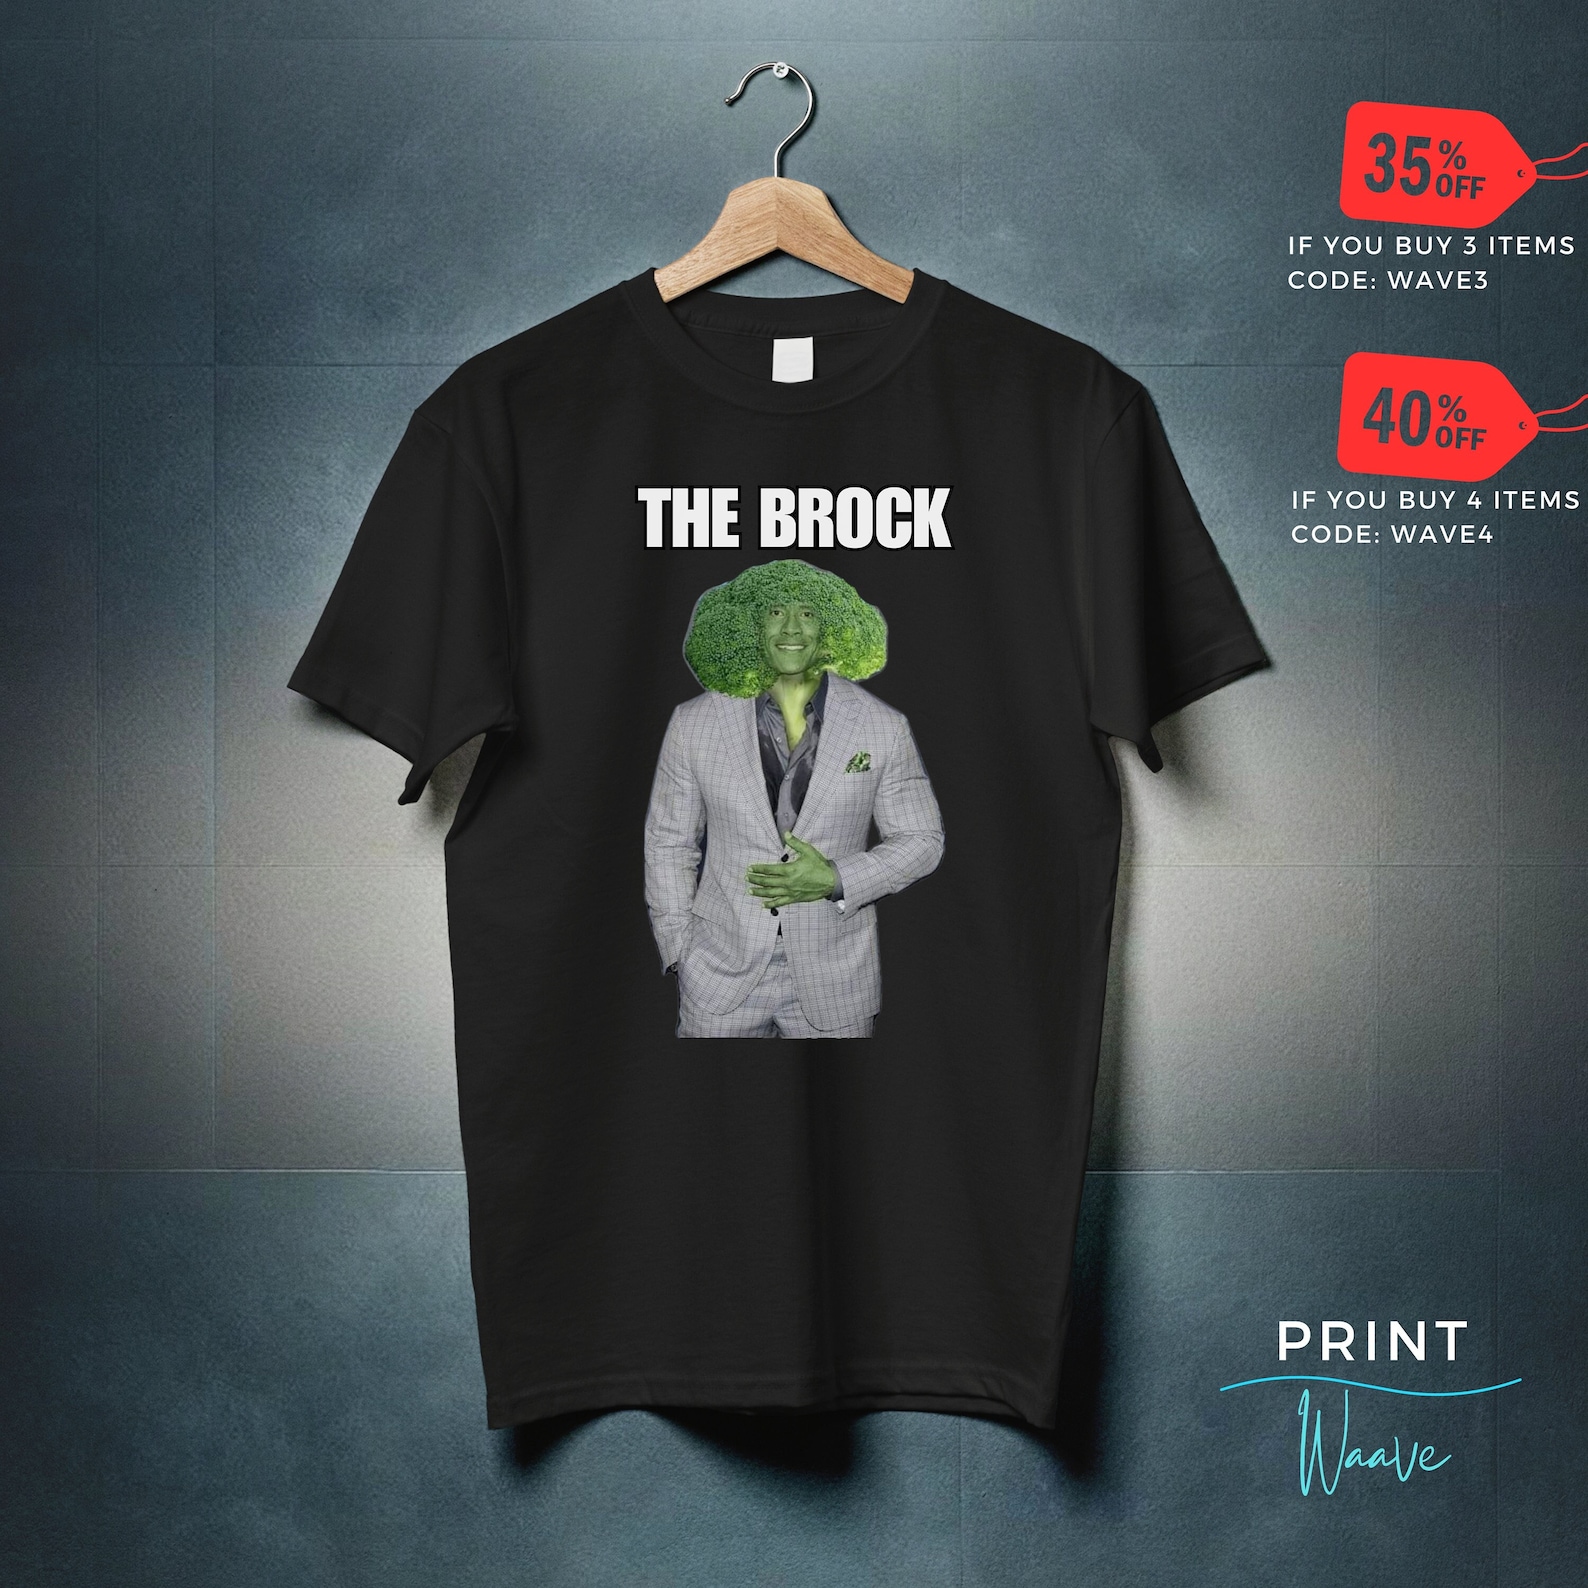 35% OFF
IF YOU BUY 3 ITEMS
CODE: WAVE3
40% OFF
IF YOU BUY 4 ITEMS
CODE: WAVE4
THE BROCK
PRINT
Waave